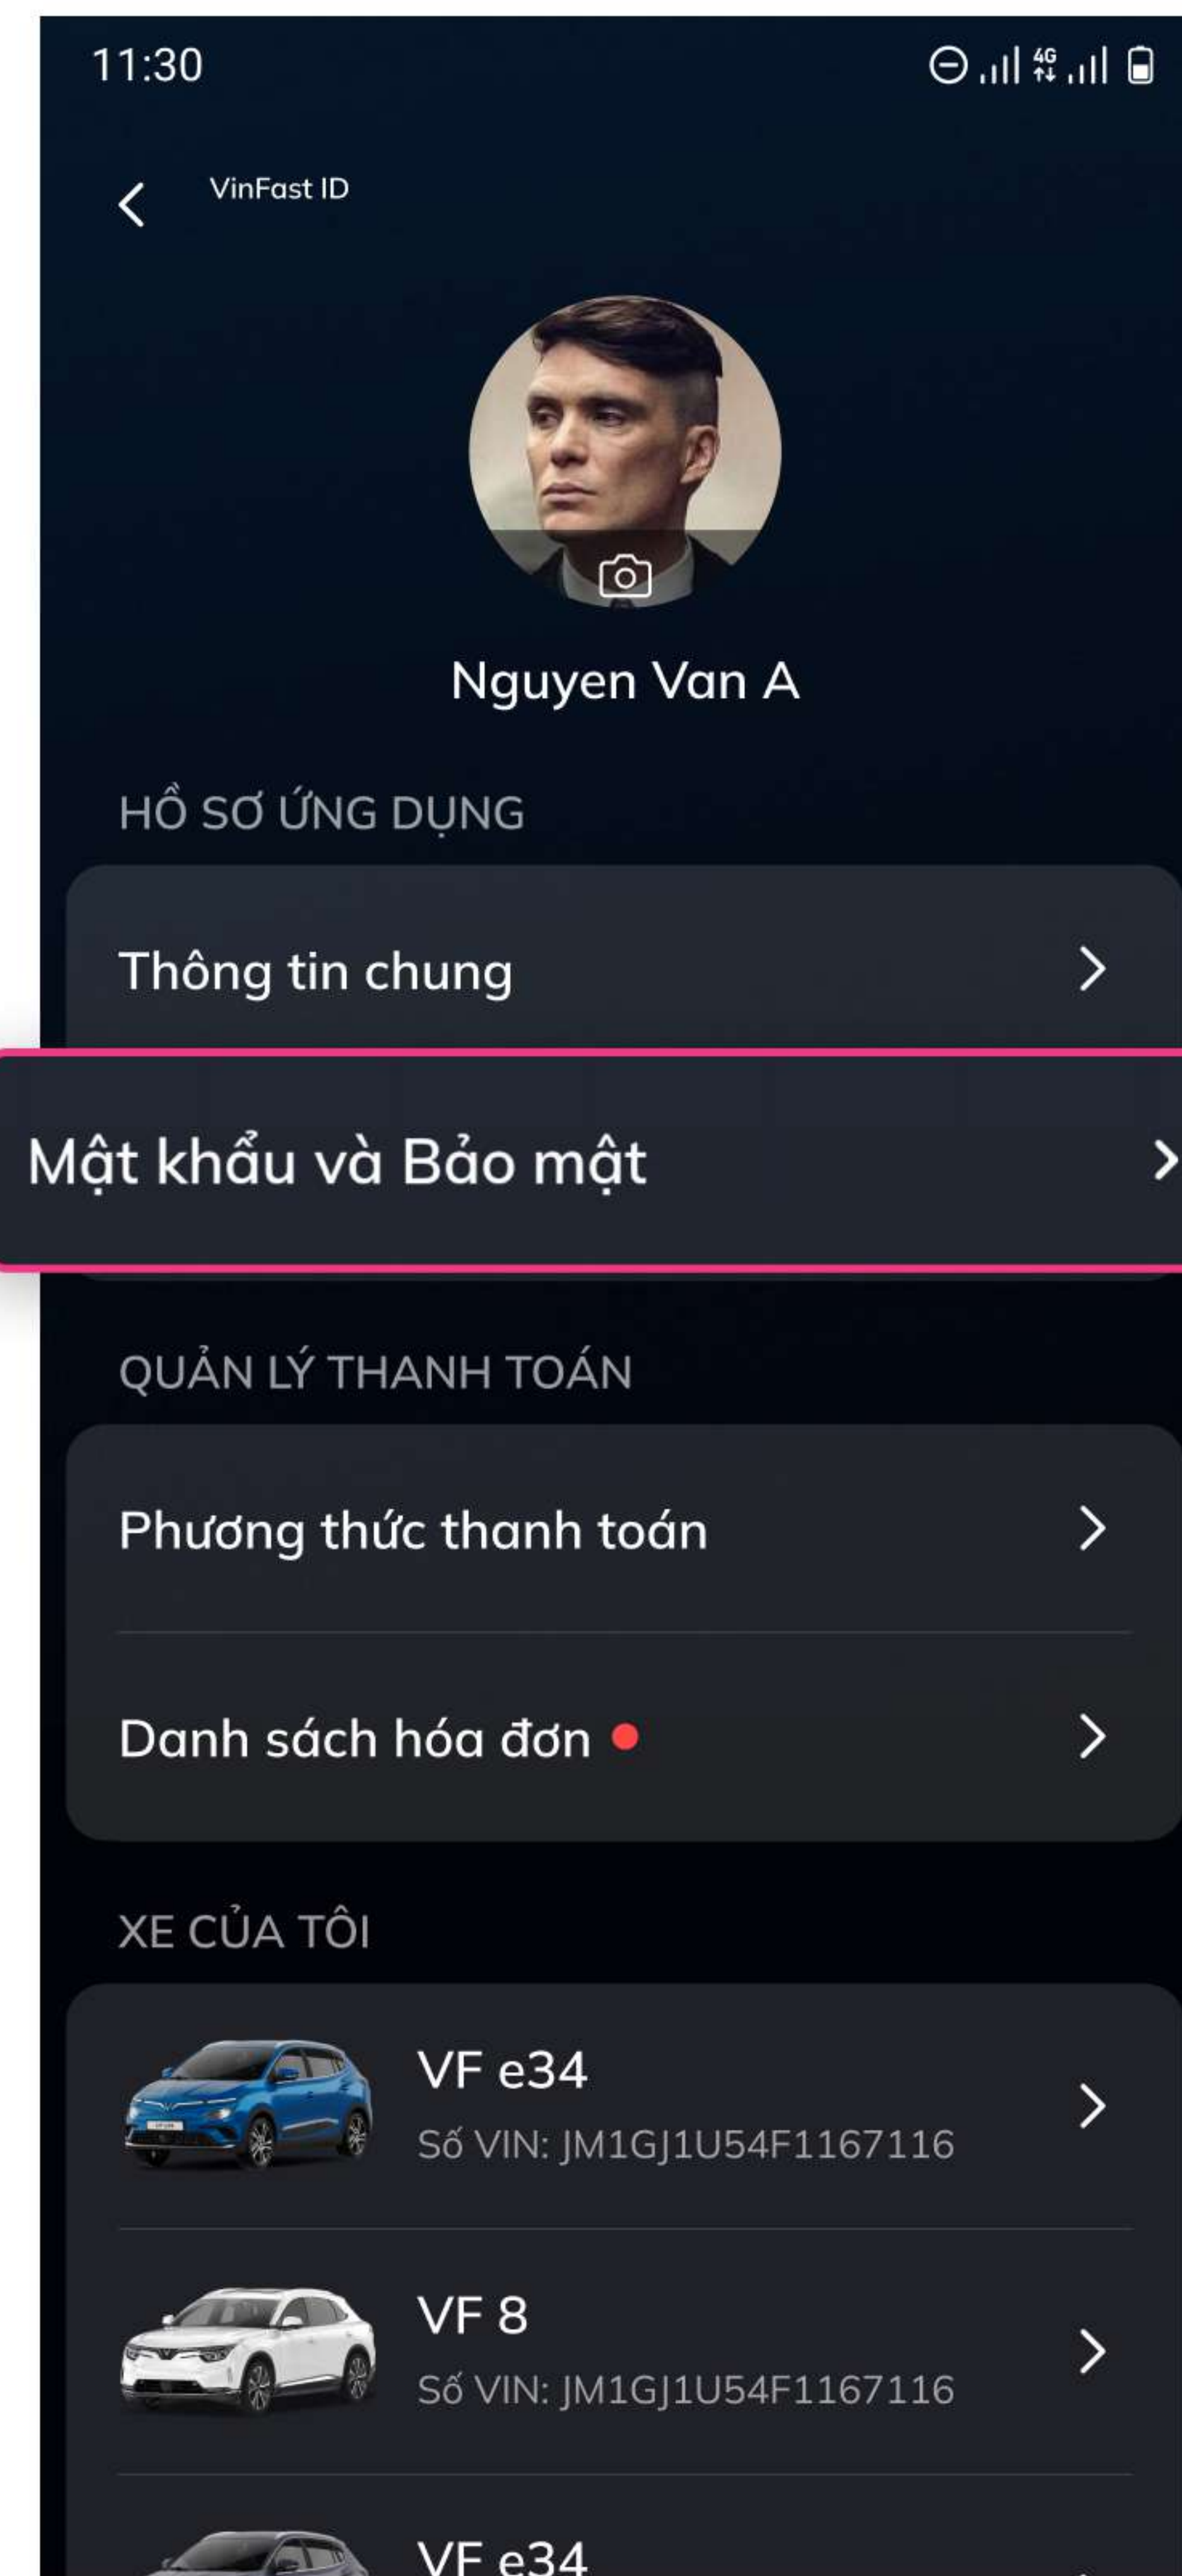 11:30
4G
VinFast ID
Nguyen Van A
HỒ SƠ ỨNG DỤNG
Thông tin chung
Mật khẩu và Bảo mật
QUẢN LÝ THANH TOÁN
Phương thức thanh toán
Danh sách hóa đơn
XE CỦA TÔI
VF e34
Số VIN: JM1GJ1U54F1167116
VF 8
Số VIN: JM1GJ1U54F1167116
VF e34